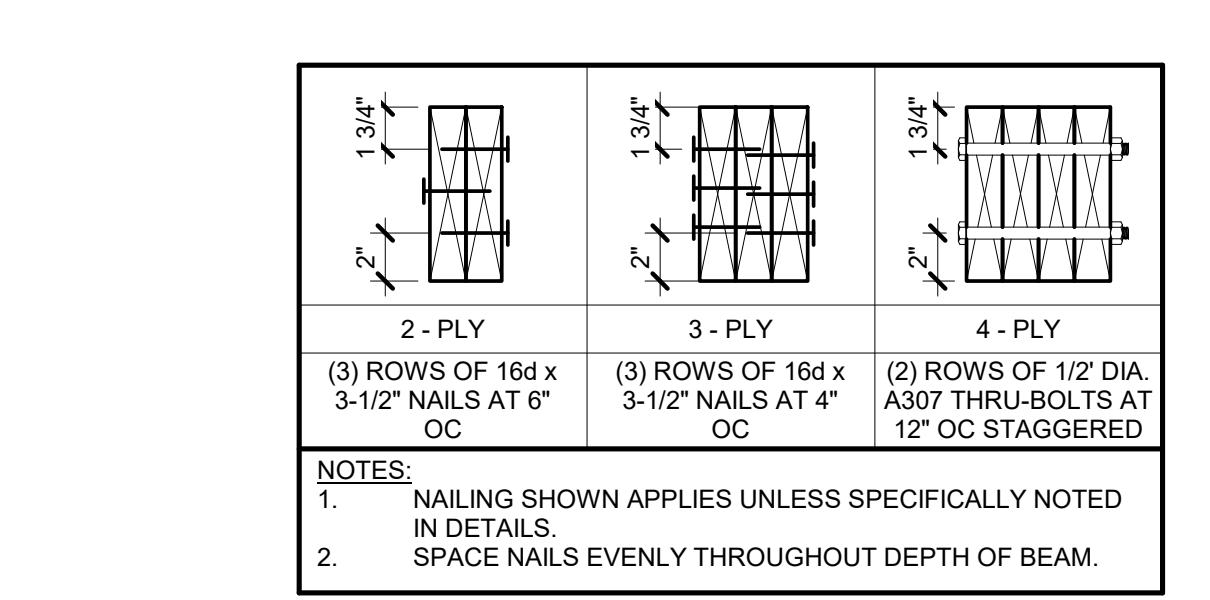 1 3/4"
2"
1 3/4"
2"
1 3/4"
2"
2 - PLY
3 - PLY
4 - PLY
(3) ROWS OF 16d x
3-1/2" NAILS AT 6"
OC
(3) ROWS OF 16d x
3-1/2" NAILS AT 4"
OC
(2) ROWS OF 1/2' DIA.
A307 THRU-BOLTS AT
12" OC STAGGERED
NOTES:
1. NAILING SHOWN APPLIES UNLESS SPECIFICALLY NOTED
IN DETAILS.
2. SPACE NAILS EVENLY THROUGHOUT DEPTH OF BEAM.